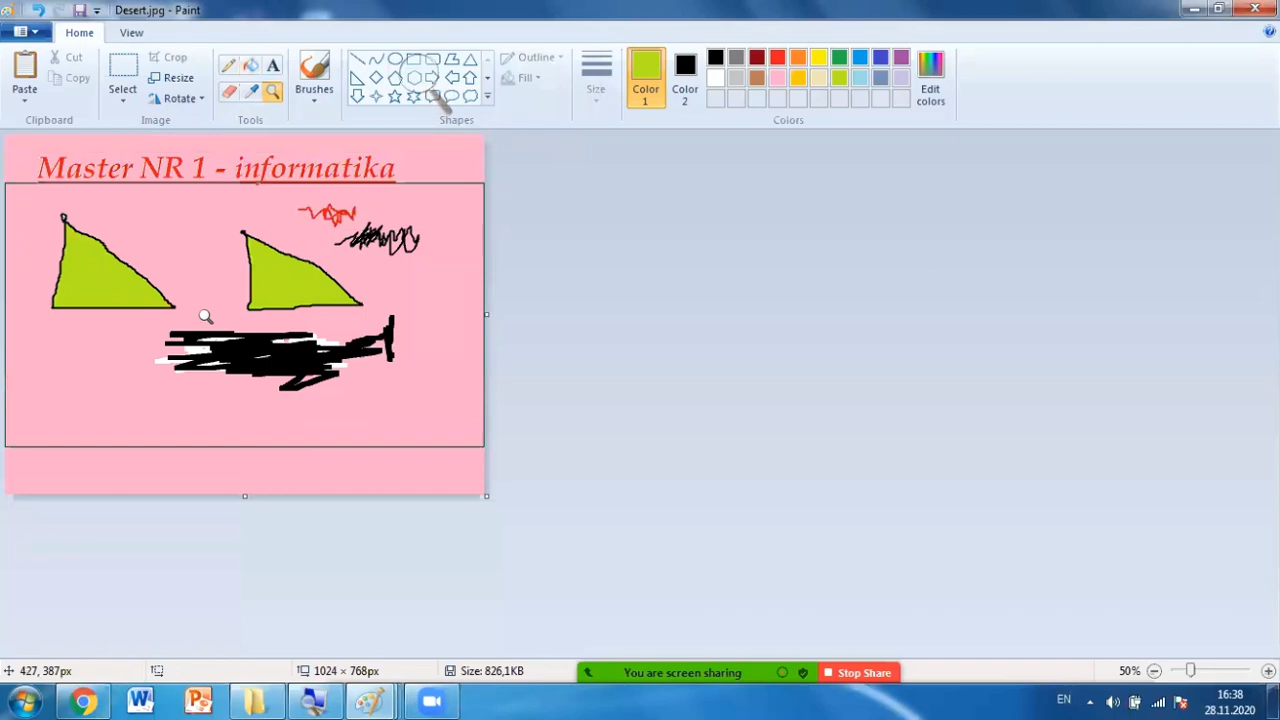 Desert.jpg - Paint
Home
View
Paste
Cut
Copy
Clipboard
Select
Crop
Resize
Rotate
Image
Tools
Brushes
Shapes
Outline
Fill
Size
Color 1
Color 2
Edit colors
Colors
Master NR 1 - informatika
427, 387px
1024 × 768px
Size: 826,1KB
You are screen sharing
Stop Share
50%
EN
16:38
28.11.2020